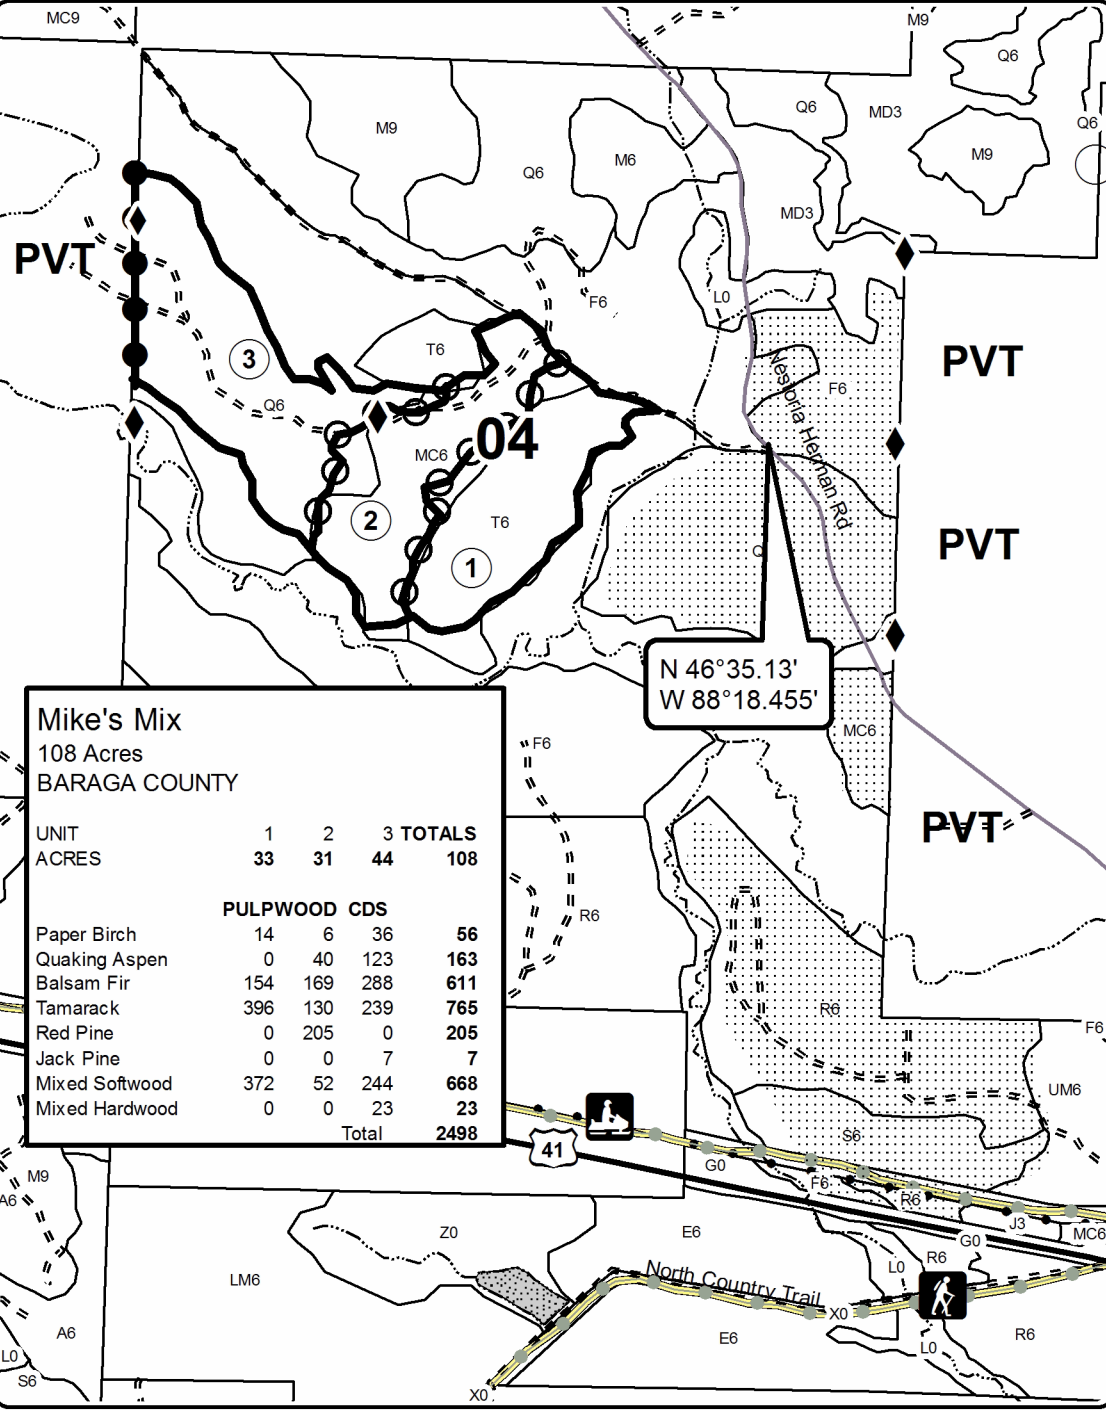 MC9
M9
Q6
Q6
MD3
Q6
M9
M6
M9
Q6
MD3
PVT
L0
F6
T6
PVT
3
Nestoria Herman Rd
F6
Q6
04
MC6
2
T6
1
PVT
Q
N 46°35.13'
W 88°18.455'
MC6
Mike's Mix
108 Acres
BARAGA COUNTY
UNIT 1 2 3 TOTALS
ACRES 33 31 44 108
PULPWOOD CDS
Paper Birch 14 6 36 56
Quaking Aspen 0 40 123 163
Balsam Fir 154 169 288 611
Tamarack 396 130 239 765
Red Pine 0 205 0 205
Jack Pine 0 0 7 7
Mixed Softwood 372 52 244 668
Mixed Hardwood 0 0 23 23
Total 2498
F6
PVT
R6
R6
F6
UM6
S6
41
G0
F6
R6
J3
MC6
G0
M9
A6
Z0
E6
R6
L0
LM6
North Country Trail
X0
E6
R6
L0
A6
L0
S6
X0